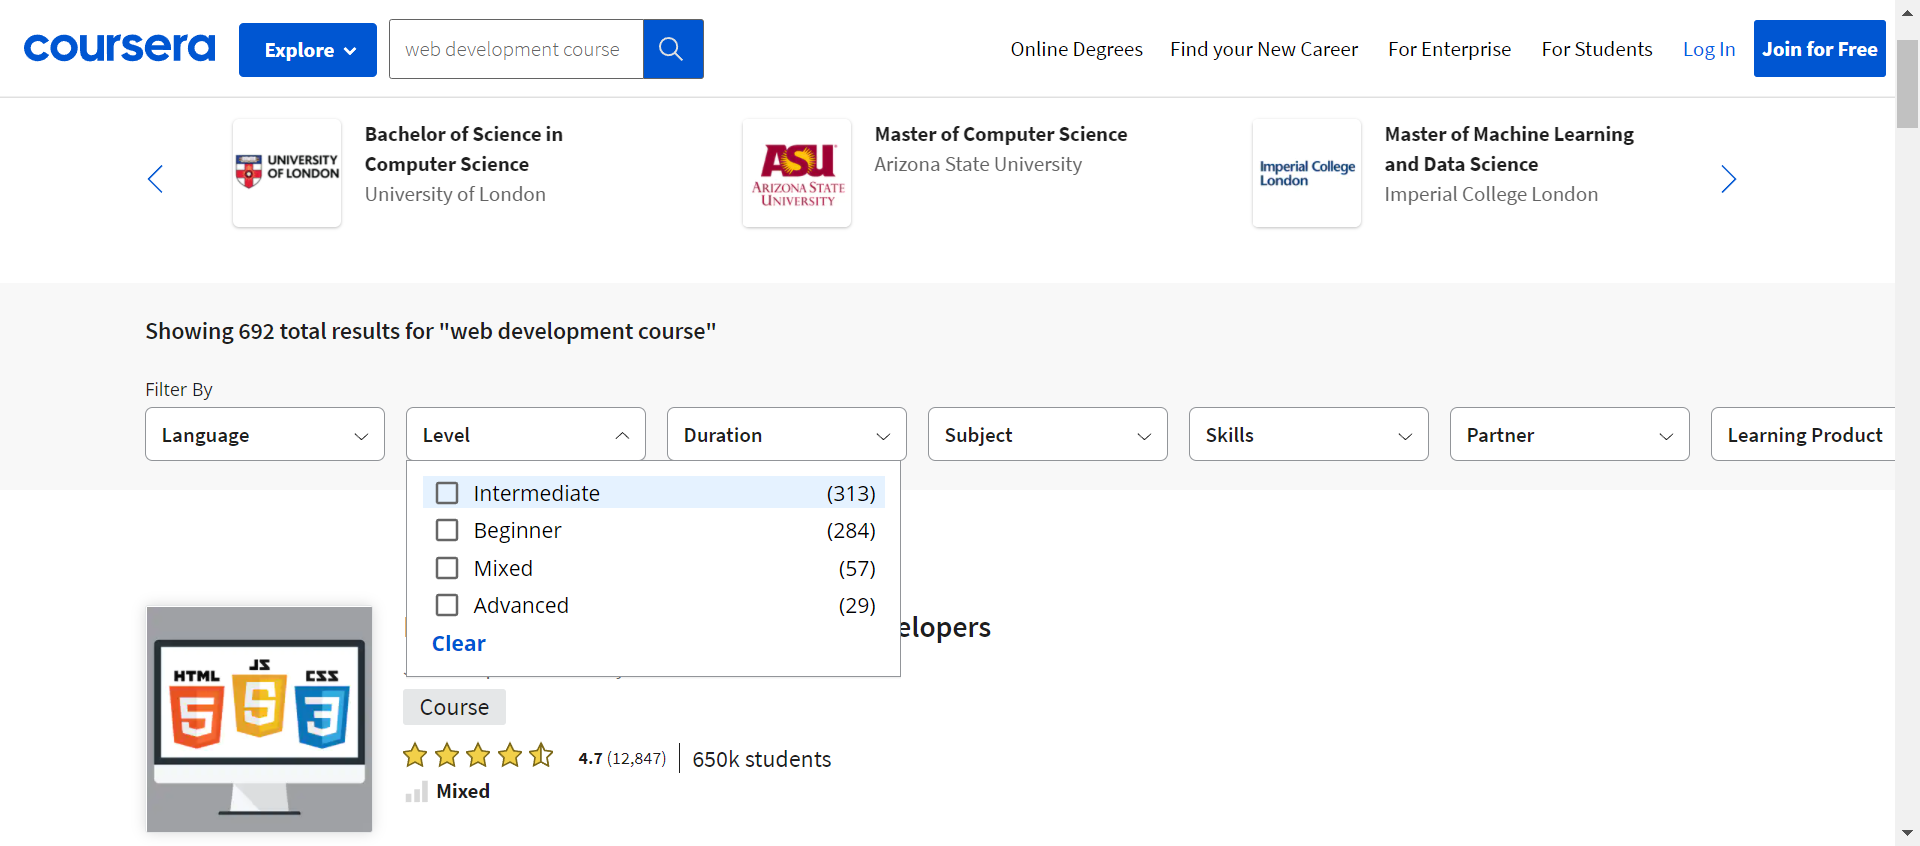 coursera
Explore
web development course
Online Degrees
Find your New Career
For Enterprise
For Students
Log In
Join for Free
UNIVERSITY
OF LONDON
Bachelor of Science in
Computer Science
University of London
ASU
ARIZONA STATE
UNIVERSITY
Master of Computer Science
Arizona State University
Imperial College
London
Master of Machine Learning
and Data Science
Imperial College London
Showing 692 total results for "web development course"
Filter By
Language
Level
Duration
Subject
Skills
Partner
Learning Product
Intermediate (313)
Beginner (284)
Mixed (57)
Advanced (29)
Clear
elopers
HTML
JS
CSS
5
5
3
Course
4.7 (12,847)
650k students
Mixed